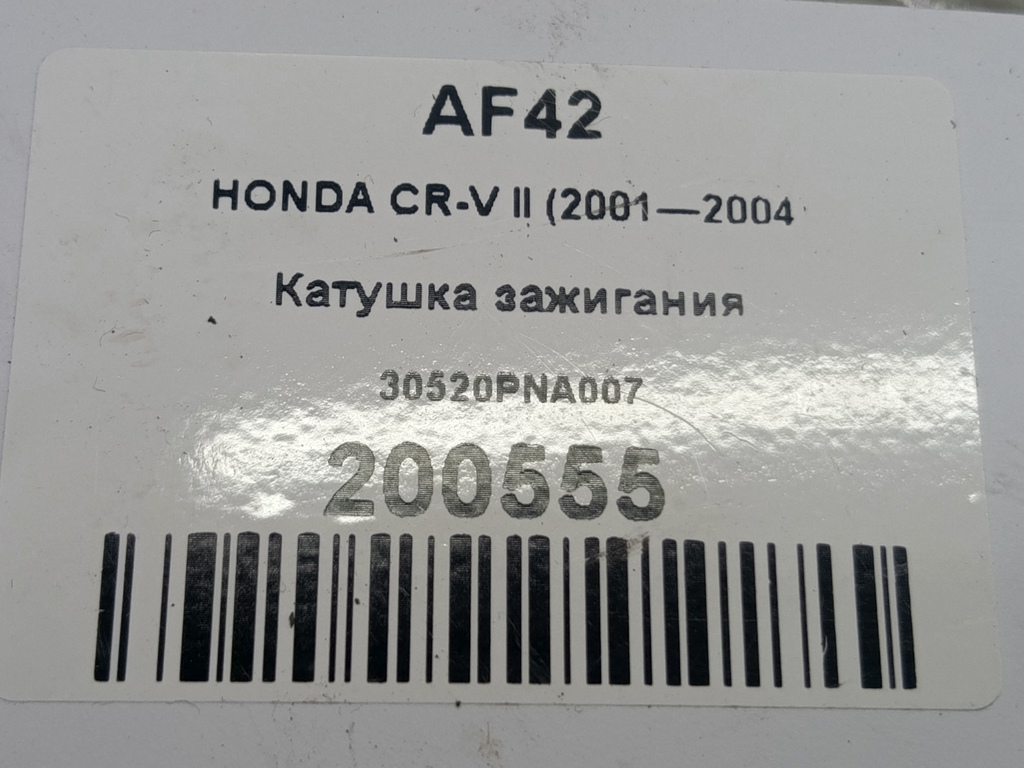 AF42
HONDA CR-V II (2001—2004
Катушка зажигания
30520PNA007
200555